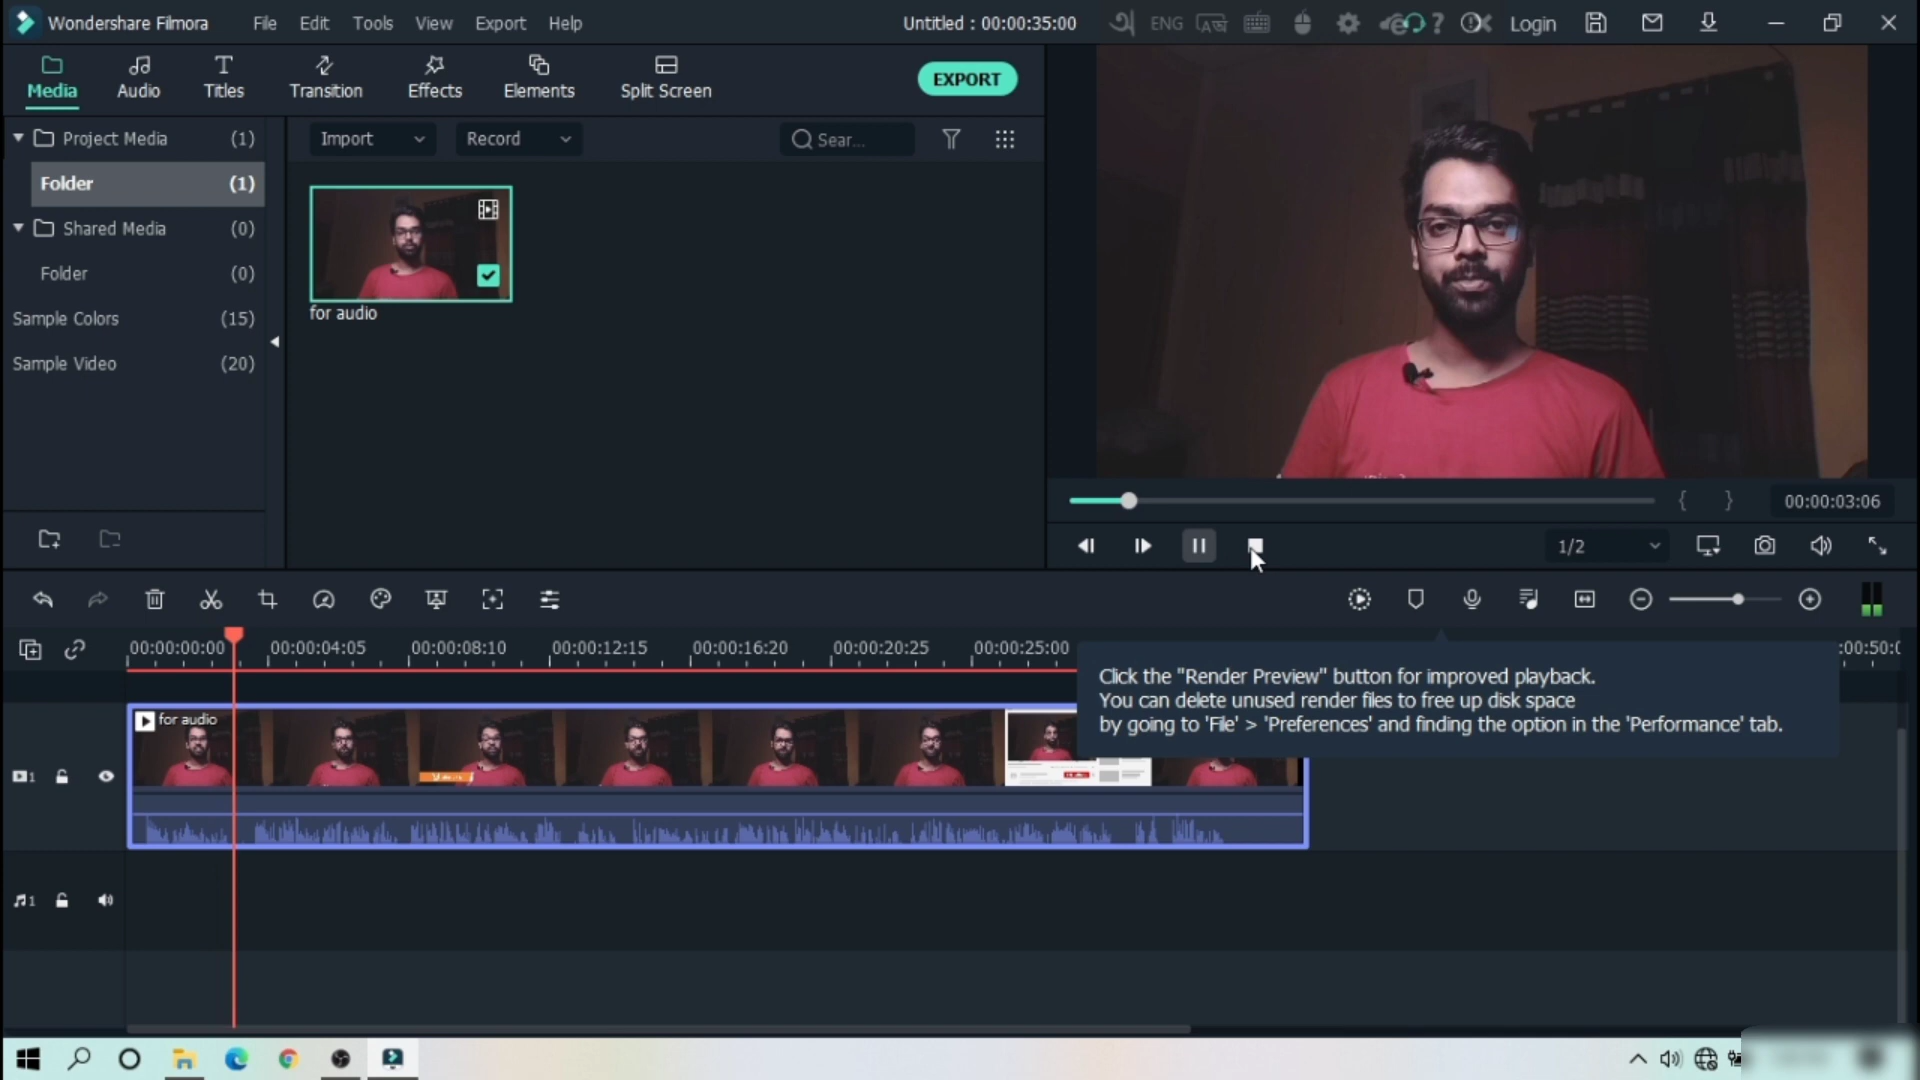 Wondershare Filmora File Edit Tools View Export Help Untitled : 00:00:35:00 ENG Login
Media Audio Titles Transition Effects Elements Split Screen EXPORT
Project Media (1)
Folder (1)
Shared Media (0)
Folder (0)
Sample Colors (15)
Sample Video (20)
Import Record Sear...
for audio
00:00:03:06
1/2
00:00:00:00 00:00:04:05 00:00:08:10 00:00:12:15 00:00:16:20 00:00:20:25 00:00:25:00
Click the "Render Preview" button for improved playback.
You can delete unused render files to free up disk space
by going to 'File' > 'Preferences' and finding the option in the 'Performance' tab.
for audio
1
1